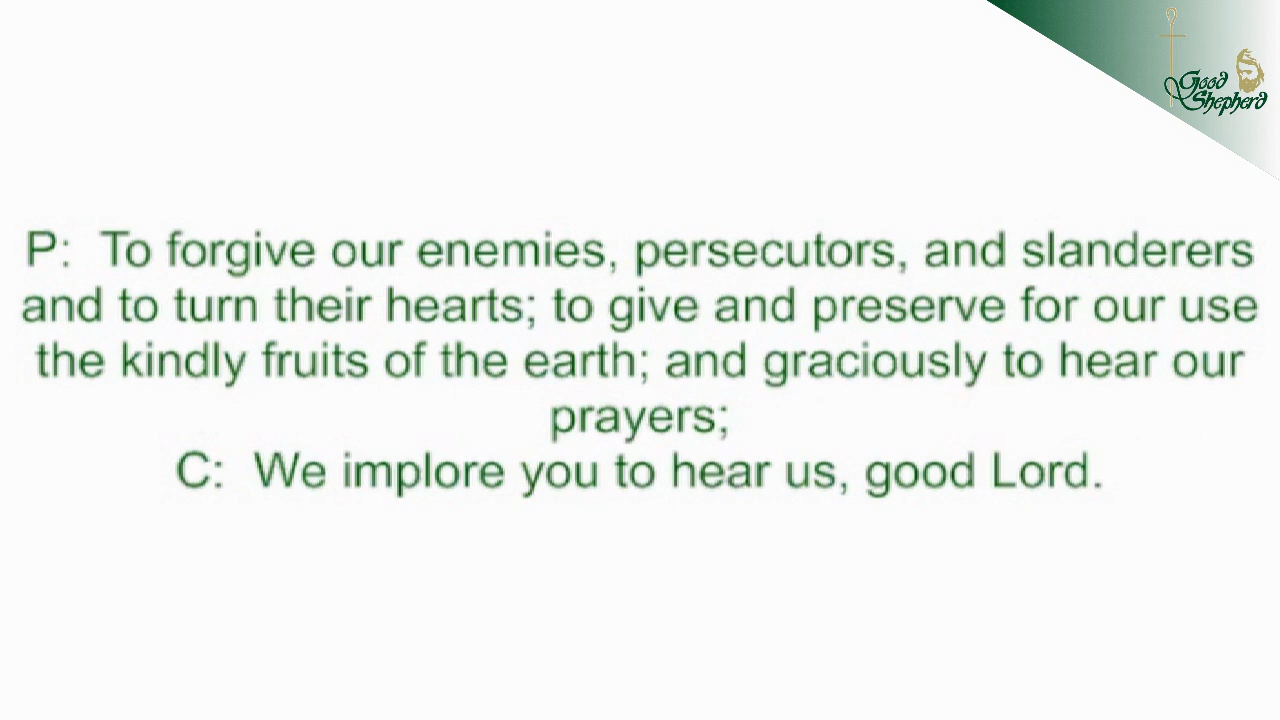 Good
Shepherd
P: To forgive our enemies, persecutors, and slanderers
and to turn their hearts; to give and preserve for our use
the kindly fruits of the earth; and graciously to hear our
prayers;
C: We implore you to hear us, good Lord.